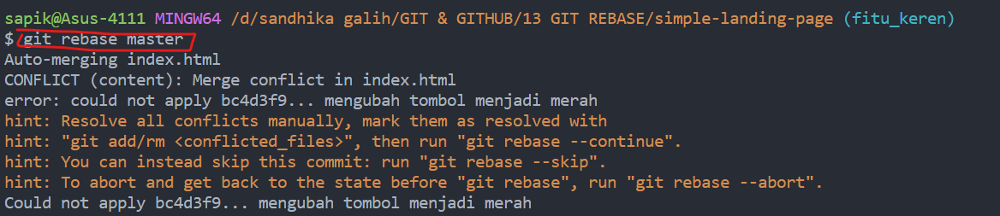 sapik@Asus-4111 MINGW64 /d/sandhika galih/GIT & GITHUB/13 GIT REBASE/simple-landing-page (fitu_keren)
$ git rebase master
Auto-merging index.html
CONFLICT (content): Merge conflict in index.html
error: could not apply bc4d3f9... mengubah tombol menjadi merah
hint: Resolve all conflicts manually, mark them as resolved with
hint: "git add/rm <conflicted_files>", then run "git rebase --continue".
hint: You can instead skip this commit: run "git rebase --skip".
hint: To abort and get back to the state before "git rebase", run "git rebase --abort".
Could not apply bc4d3f9... mengubah tombol menjadi merah